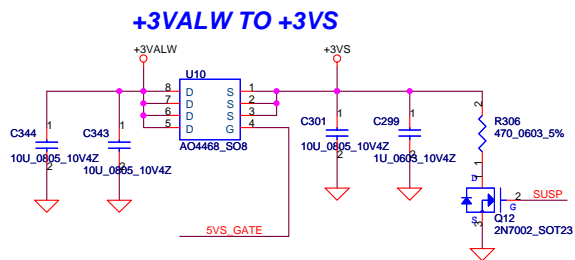 +3VALW TO +3VS
+3VALW
+3VS
U10
8 D S 1
7 D S 2
6 D S 3
5 D G 4
AO4468_SO8
C344
1
10U_0805_10V4Z
2
C343
1
10U_0805_10V4Z
2
C301
1
10U_0805_10V4Z
2
C299
1
1U_0603_10V4Z
2
2
R306
470_0603_5%
1
5VS_GATE
1
D
2 SUSP
G
S
3
Q12
2N7002_SOT23